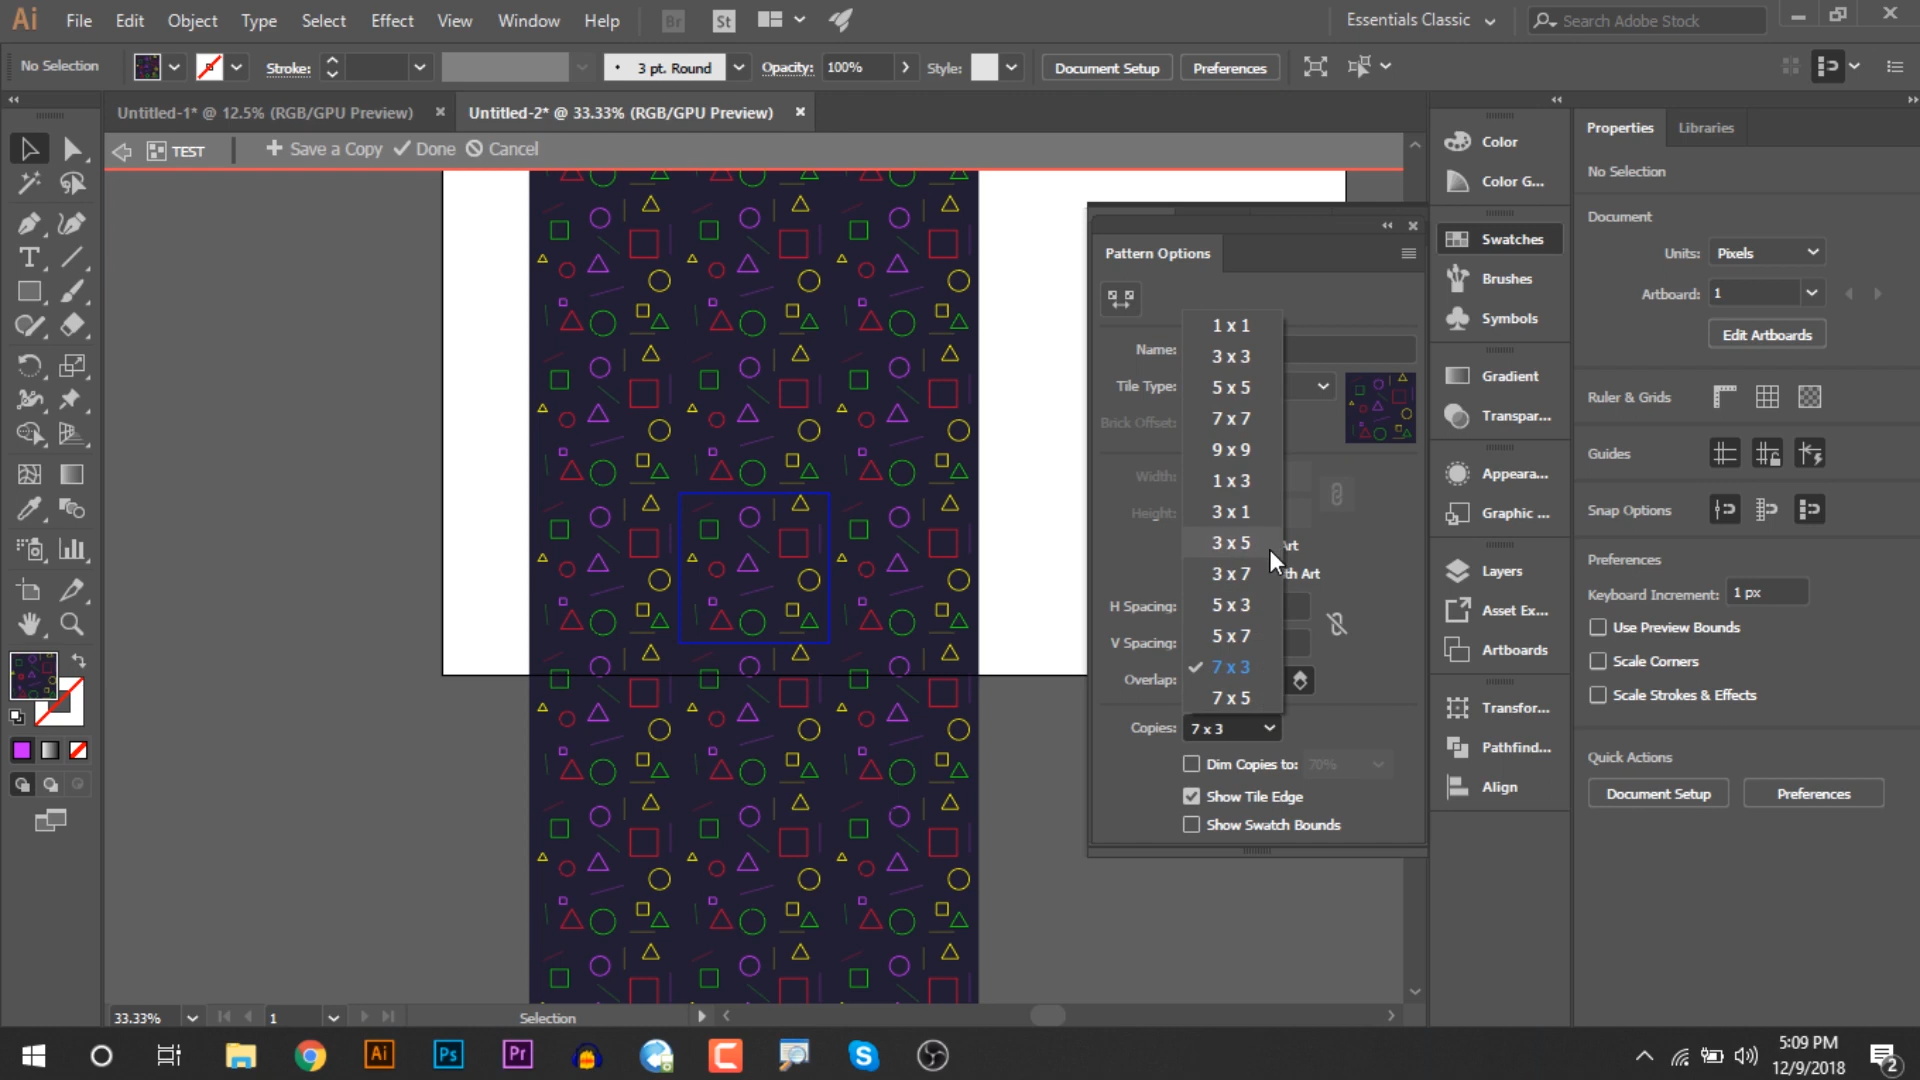 Ai File Edit Object Type Select Effect View Window Help Br St Essentials Classic Search Adobe Stock
No Selection Stroke: 3 pt. Round Opacity: 100% Style: Document Setup Preferences
Untitled-1* @ 12.5% (RGB/GPU Preview) Untitled-2* @ 33.33% (RGB/GPU Preview)
TEST Save a Copy Done Cancel
Pattern Options
Name:
Tile Type:
Brick Offset:
Width:
Height:
Art
th Art
H Spacing:
V Spacing:
Overlap:
1 x 1
3 x 3
5 x 5
7 x 7
9 x 9
1 x 3
3 x 1
3 x 5
3 x 7
5 x 3
5 x 7
7 x 3
7 x 5
Copies: 7 x 3
Dim Copies to: 70%
Show Tile Edge
Show Swatch Bounds
Color
Color G...
Swatches
Brushes
Symbols
Gradient
Transpar...
Appeara...
Graphic ...
Layers
Asset Ex...
Artboards
Transfor...
Pathfind...
Align
Properties Libraries
No Selection
Document
Units: Pixels
Artboard: 1
Edit Artboards
Ruler & Grids
Guides
Snap Options
Preferences
Keyboard Increment: 1 px
Use Preview Bounds
Scale Corners
Scale Strokes & Effects
Quick Actions
Document Setup Preferences
33.33% 1 Selection
Ai Ps Pr
5:09 PM
12/9/2018
2